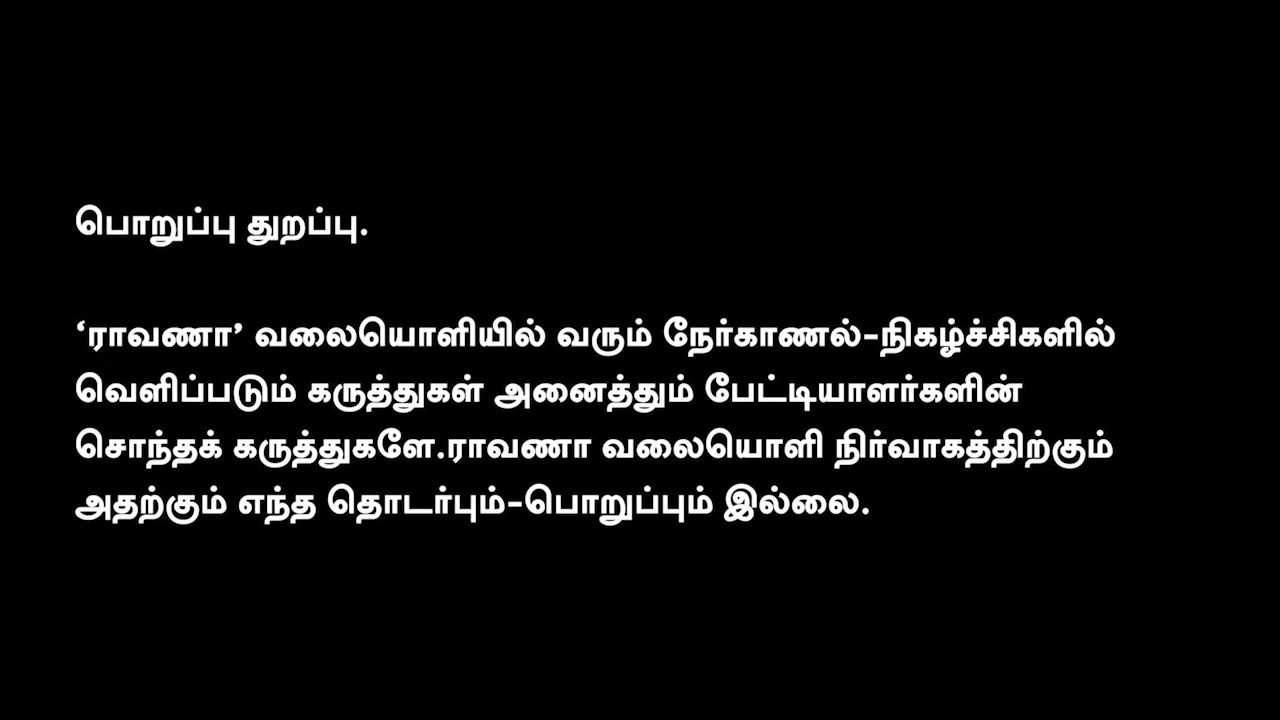 பொறுப்பு துறப்பு.
‘ராவணா’ வலையொளியில் வரும் நேர்காணல்-நிகழ்ச்சிகளில்
வெளிப்படும் கருத்துகள் அனைத்தும் பேட்டியாளர்களின்
சொந்தக் கருத்துகளே.ராவணா வலையொளி நிர்வாகத்திற்கும்
அதற்கும் எந்த தொடர்பும்-பொறுப்பும் இல்லை.